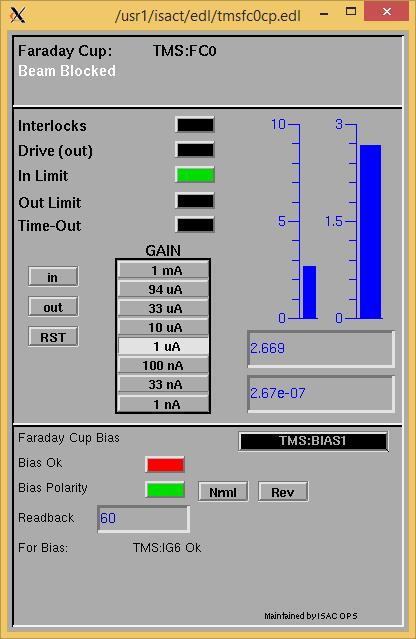 /usr1/isact/edl/tmsfc0cp.edl
Faraday Cup: TMS:FC0
Beam Blocked
Interlocks
Drive (out)
In Limit
Out Limit
Time-Out
10
5
0
3
1.5
0
GAIN
1 mA
94 uA
33 uA
10 uA
1 uA
100 nA
33 nA
1 nA
in
out
RST
2.669
2.67e-07
Faraday Cup Bias TMS:BIAS1
Bias Ok
Bias Polarity Nrml Rev
Readback 60
For Bias: TMS:IG6 Ok
Maintained by ISAC OPS